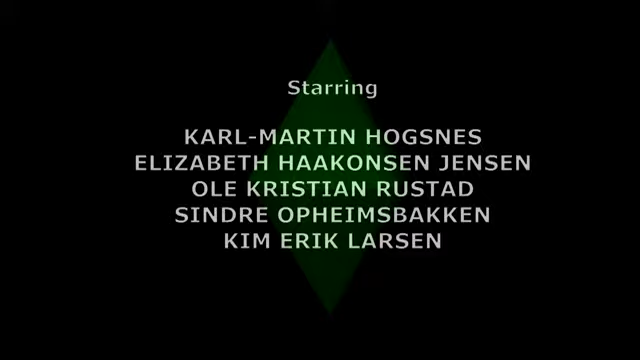 Starring
KARL-MARTIN HOGSNES
ELIZABETH HAAKONSEN JENSEN
OLE KRISTIAN RUSTAD
SINDRE OPHEIMSBAKKEN
KIM ERIK LARSEN